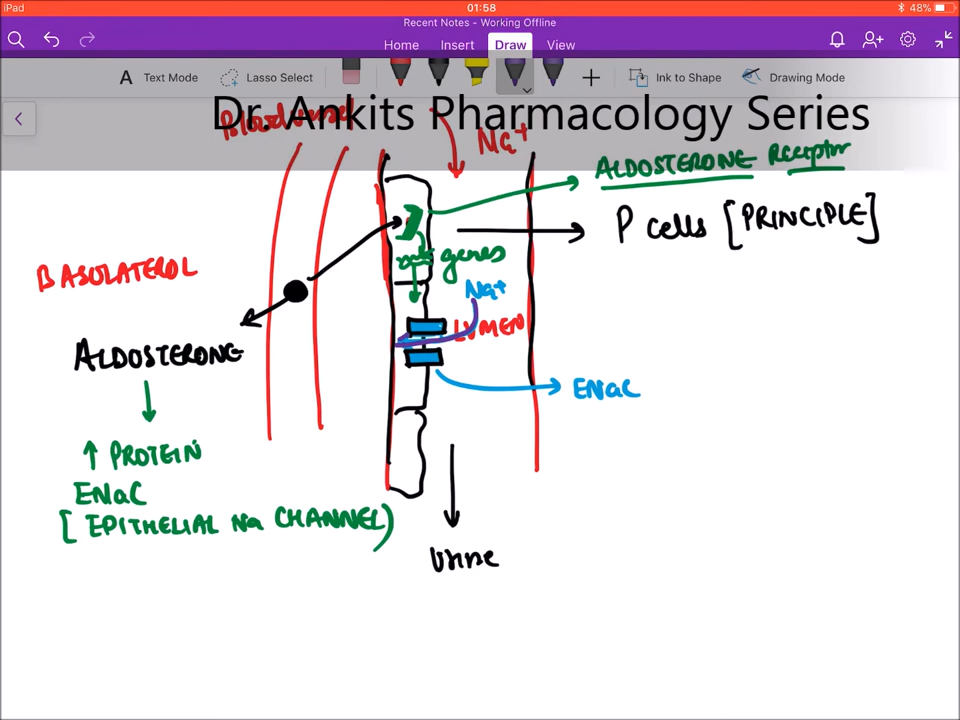 iPad
01:58
48%
Recent Notes - Working Offline
Home Insert Draw View
Text Mode Lasso Select Ink to Shape Drawing Mode
Dr. Ankits Pharmacology Series
Blood vessel
Na+
ALDOSTERONE Receptor
P cells [PRINCIPLE]
genes
BASOLATEROL
Na+
LUMEN
ALDOSTERONE
ENaC
↑ PROTEIN
ENaC
[EPITHELIAL Na CHANNEL)
Urine